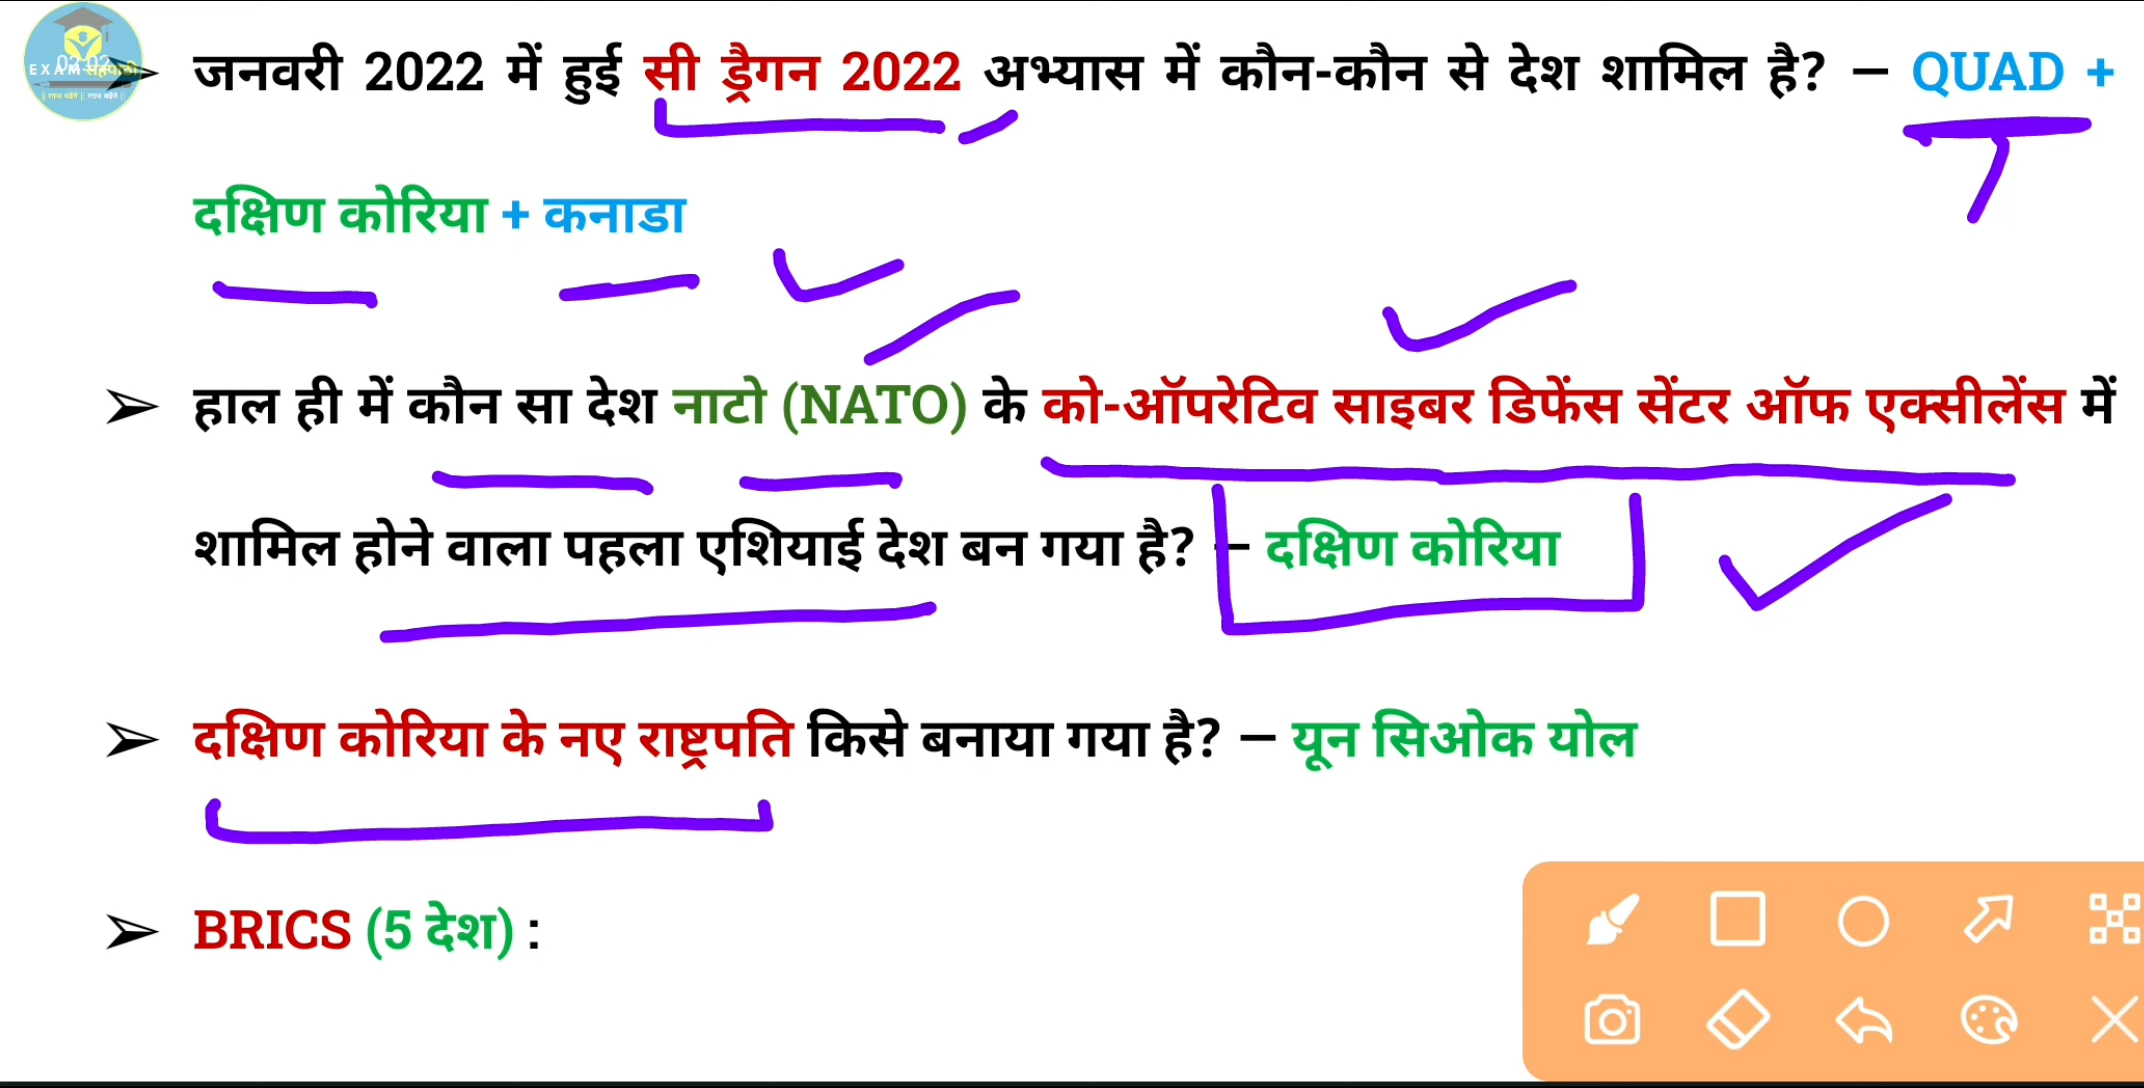 जनवरी 2022 में हुई सी ड्रैगन 2022 अभ्यास में कौन-कौन से देश शामिल है? – QUAD +
दक्षिण कोरिया + कनाडा
हाल ही में कौन सा देश नाटो (NATO) के को-ऑपरेटिव साइबर डिफेंस सेंटर ऑफ एक्सीलेंस में
शामिल होने वाला पहला एशियाई देश बन गया है? – दक्षिण कोरिया
दक्षिण कोरिया के नए राष्ट्रपति किसे बनाया गया है? – यून सिओक योल
BRICS (5 देश) :